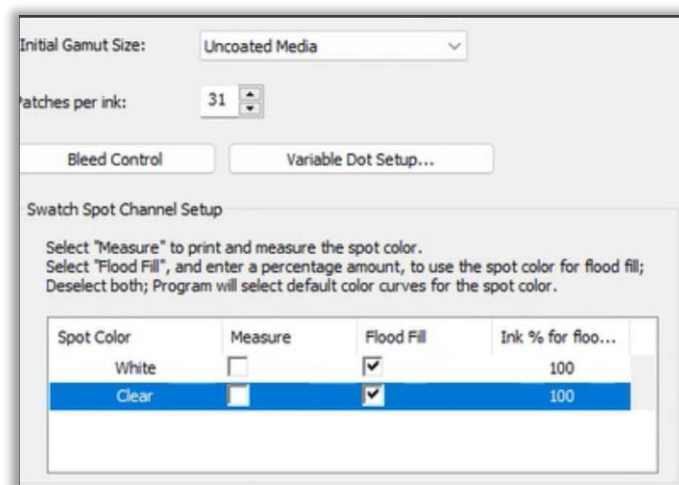 Initial Gamut Size: Uncoated Media
Patches per ink: 31
Bleed Control Variable Dot Setup...
Swatch Spot Channel Setup
Select "Measure" to print and measure the spot color.
Select "Flood Fill", and enter a percentage amount, to use the spot color for flood fill;
Deselect both; Program will select default color curves for the spot color.
Spot Color Measure Flood Fill Ink % for floo...
White 100
Clear 100